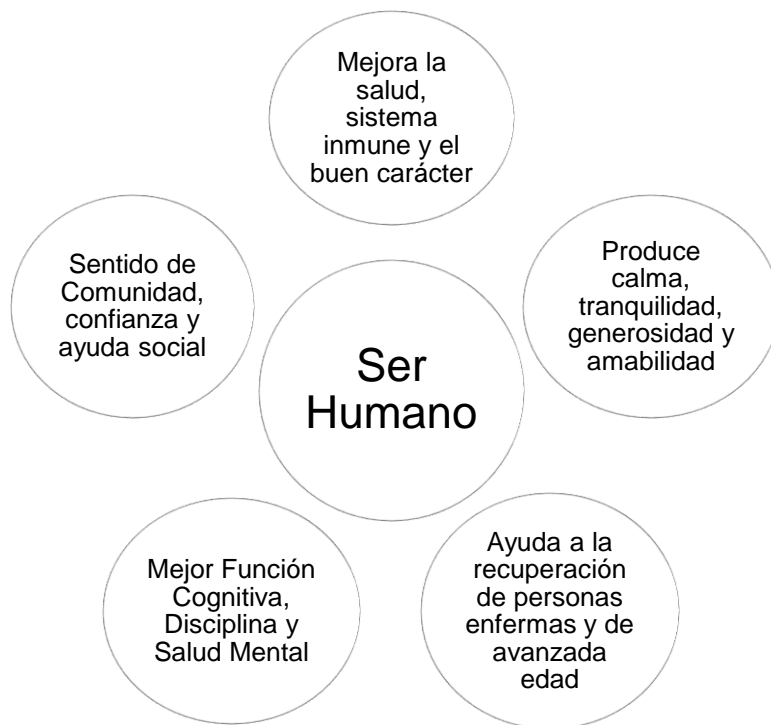 Mejora la
salud,
sistema
inmune y el
buen carácter
Sentido de
Comunidad,
confianza y
ayuda social
Produce
calma,
tranquilidad,
generosidad y
amabilidad
Ser
Humano
Mejor Función
Cognitiva,
Disciplina y
Salud Mental
Ayuda a la
recuperación
de personas
enfermas y de
avanzada
edad